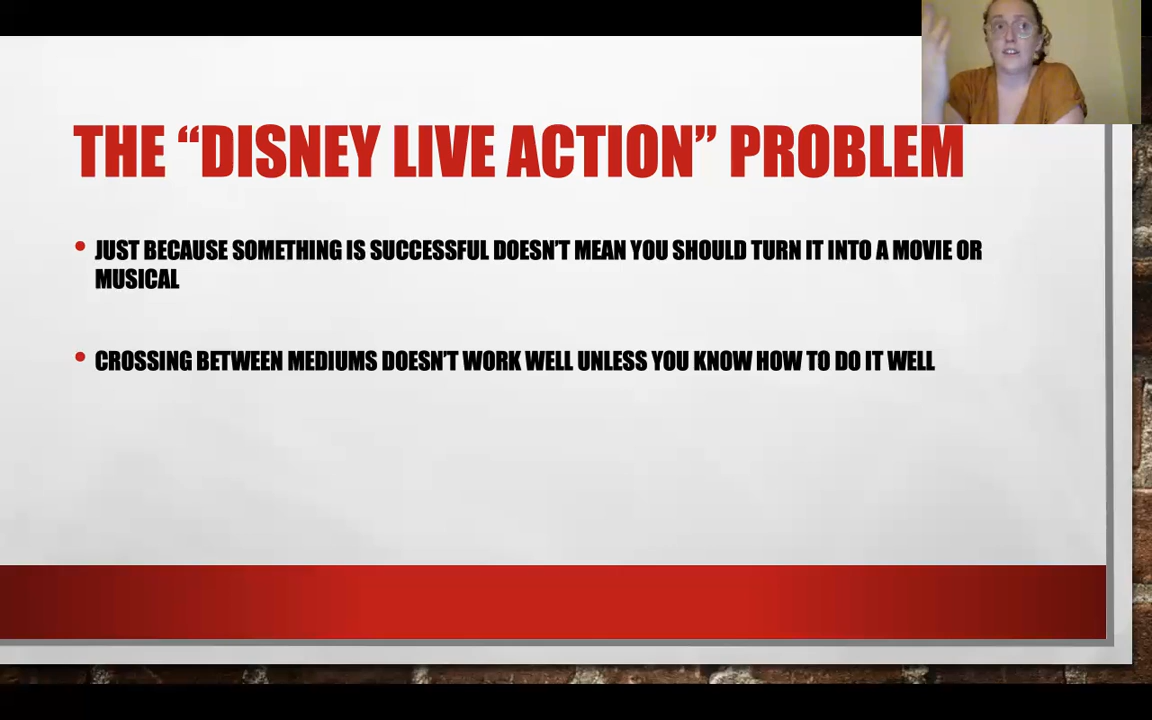 THE “DISNEY LIVE ACTION” PROBLEM
• JUST BECAUSE SOMETHING IS SUCCESSFUL DOESN’T MEAN YOU SHOULD TURN IT INTO A MOVIE OR
MUSICAL
• CROSSING BETWEEN MEDIUMS DOESN’T WORK WELL UNLESS YOU KNOW HOW TO DO IT WELL